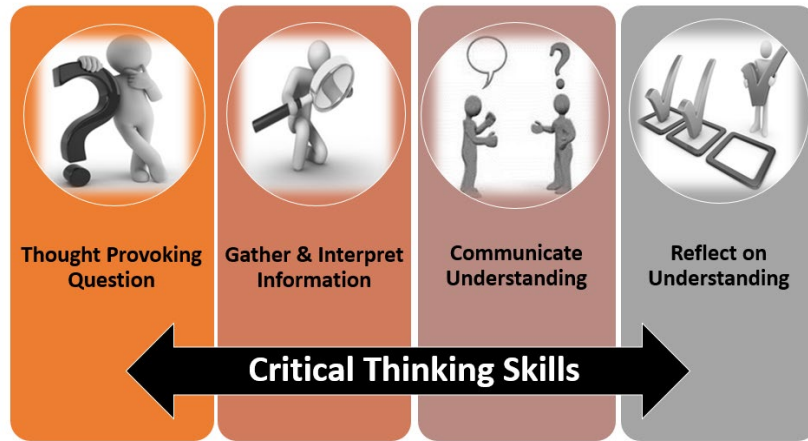 Thought Provoking
Question
Gather & Interpret
Information
Communicate
Understanding
Reflect on
Understanding
Critical Thinking Skills